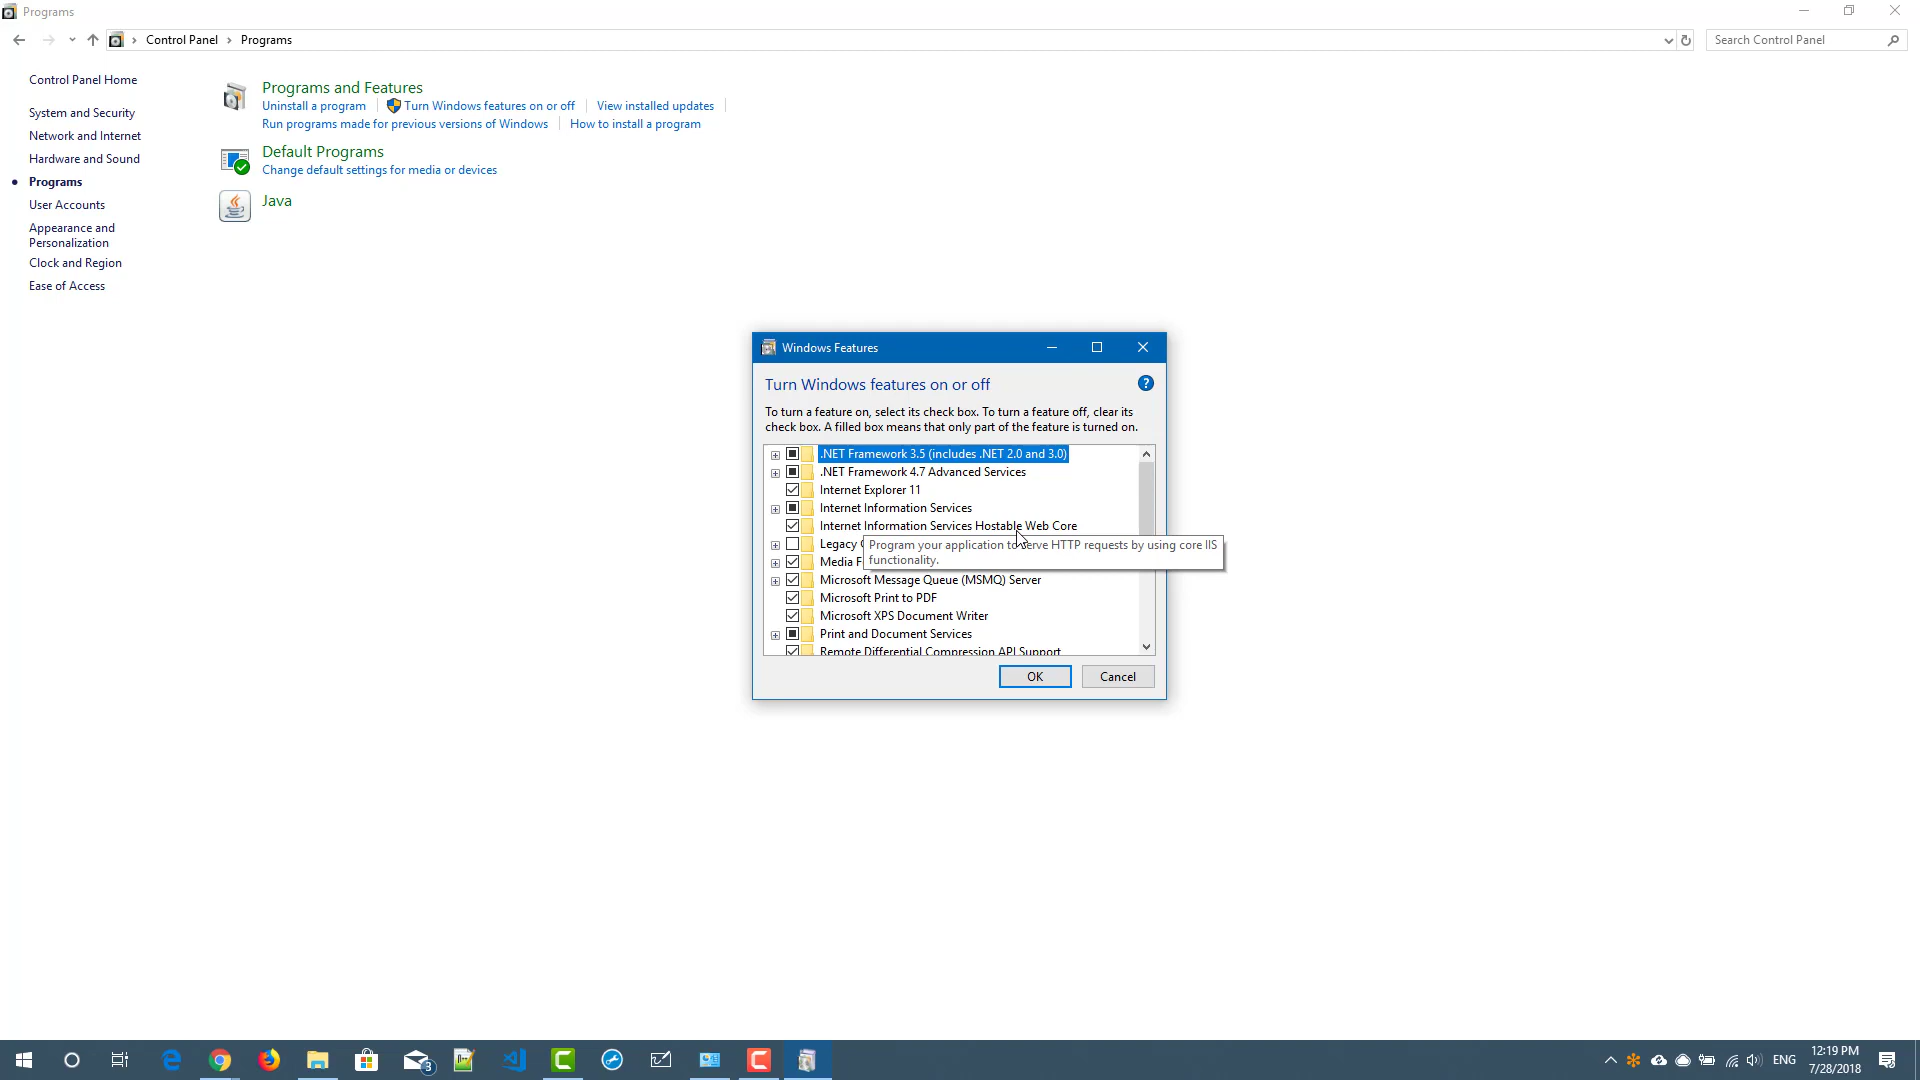 Programs
Control Panel
Programs
Search Control Panel
Control Panel Home
System and Security
Network and Internet
Hardware and Sound
Programs
User Accounts
Appearance and
Personalization
Clock and Region
Ease of Access
Programs and Features
Uninstall a program
Turn Windows features on or off
View installed updates
Run programs made for previous versions of Windows
How to install a program
Default Programs
Change default settings for media or devices
Java
Windows Features
Turn Windows features on or off
?
To turn a feature on, select its check box. To turn a feature off, clear its
check box. A filled box means that only part of the feature is turned on.
.NET Framework 3.5 (includes .NET 2.0 and 3.0)
.NET Framework 4.7 Advanced Services
Internet Explorer 11
Internet Information Services
Internet Information Services Hostable Web Core
Legacy
Program your application to serve HTTP requests by using core IIS
functionality.
Media F
Microsoft Message Queue (MSMQ) Server
Microsoft Print to PDF
Microsoft XPS Document Writer
Print and Document Services
Remote Differential Compression API Support
OK
Cancel
3
ENG
12:19 PM
7/28/2018